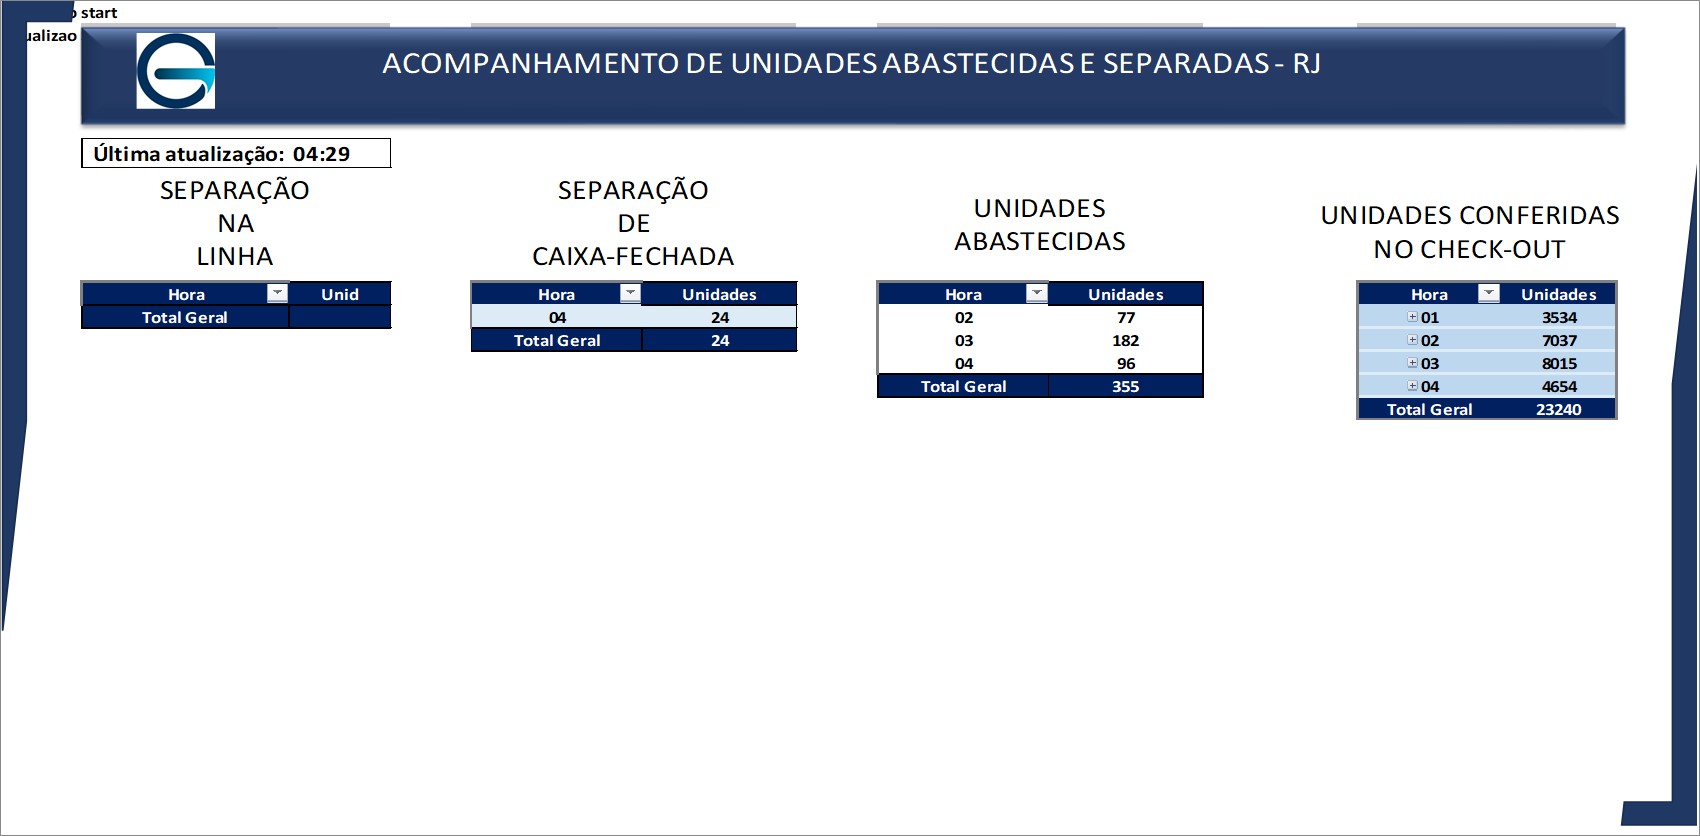 start
ACOMPANHAMENTO DE UNIDADES ABASTECIDAS E SEPARADAS - RJ
Última atualização: 04:29
SEPARAÇÃO
NA
LINHA
Hora Unid
Total Geral
SEPARAÇÃO
DE
CAIXA-FECHADA
Hora Unidades
04 24
Total Geral 24
UNIDADES
ABASTECIDAS
Hora Unidades
02 77
03 182
04 96
Total Geral 355
UNIDADES CONFERIDAS
NO CHECK-OUT
Hora Unidades
01 3534
02 7037
03 8015
04 4654
Total Geral 23240